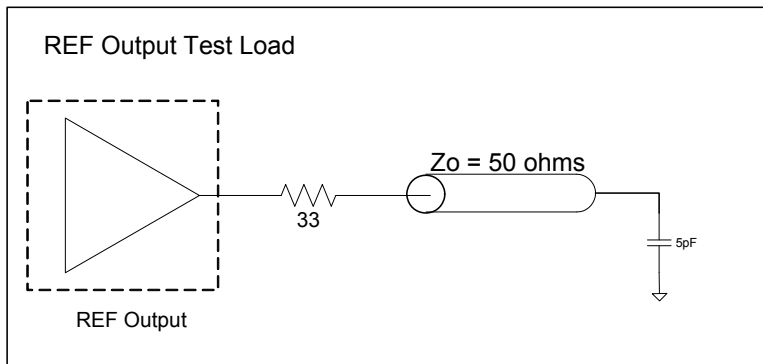 REF Output Test Load
Zo = 50 ohms
33
5pF
REF Output